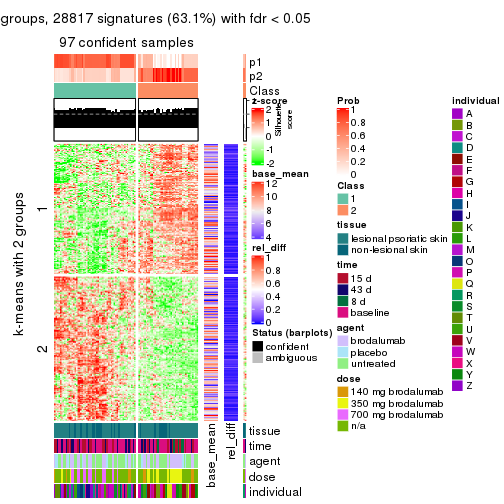 groups, 28817 signatures (63.1%) with fdr < 0.05
97 confident samples
p1
p2
Class
Silhouette
score
1
2
k-means with 2 groups
base_mean
rel_diff
tissue
time
agent
dose
individual
z-score
2
1
0
-1
-2
base_mean
12
10
8
6
4
rel_diff
1
0.8
0.6
0.4
0.2
0
Status (barplots)
confident
ambiguous
Prob
1
0.8
0.6
0.4
0.2
0
Class
1
2
tissue
lesional psoriatic skin
non-lesional skin
time
15 d
43 d
8 d
baseline
agent
brodalumab
placebo
untreated
dose
140 mg brodalumab
350 mg brodalumab
700 mg brodalumab
n/a
individual
A
B
C
D
E
F
G
H
I
J
K
L
M
O
P
Q
R
S
T
U
V
W
X
Y
Z